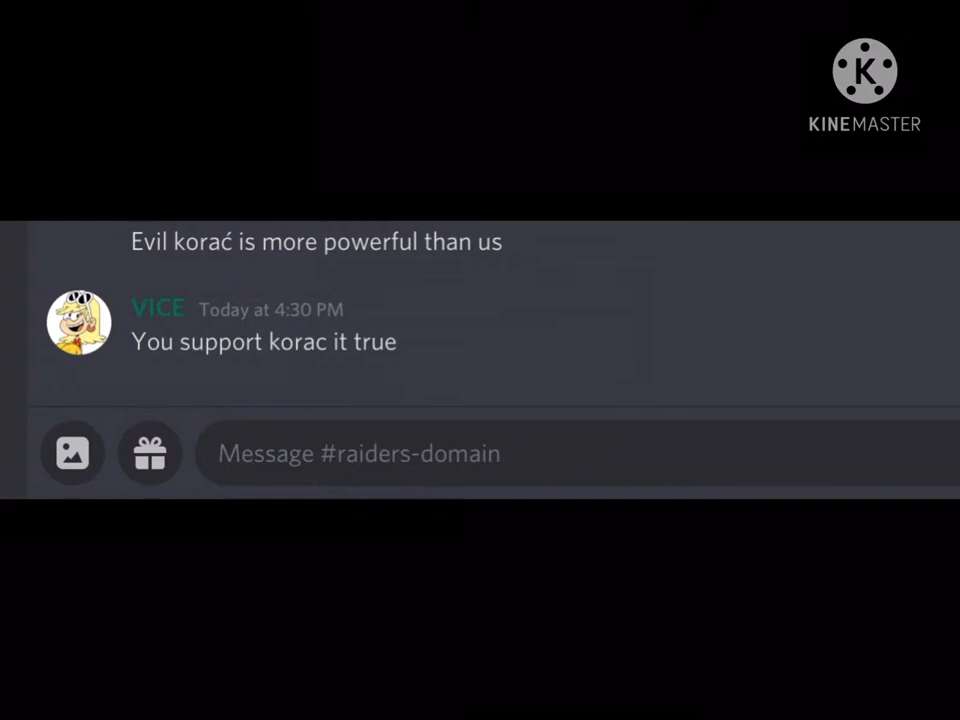 K
KINEMASTER
Evil korać is more powerful than us
VICE Today at 4:30 PM
You support korac it true
Message #raiders-domain